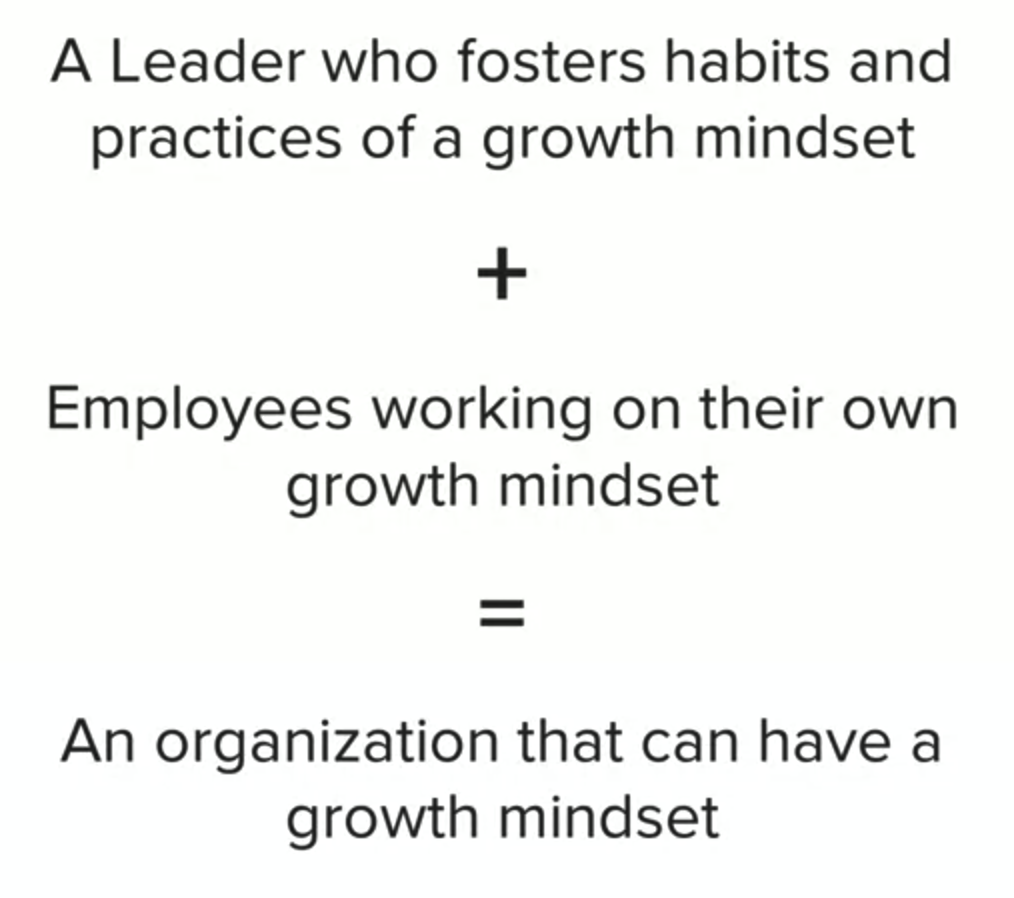 A Leader who fosters habits and
practices of a growth mindset
+
Employees working on their own
growth mindset
=
An organization that can have a
growth mindset